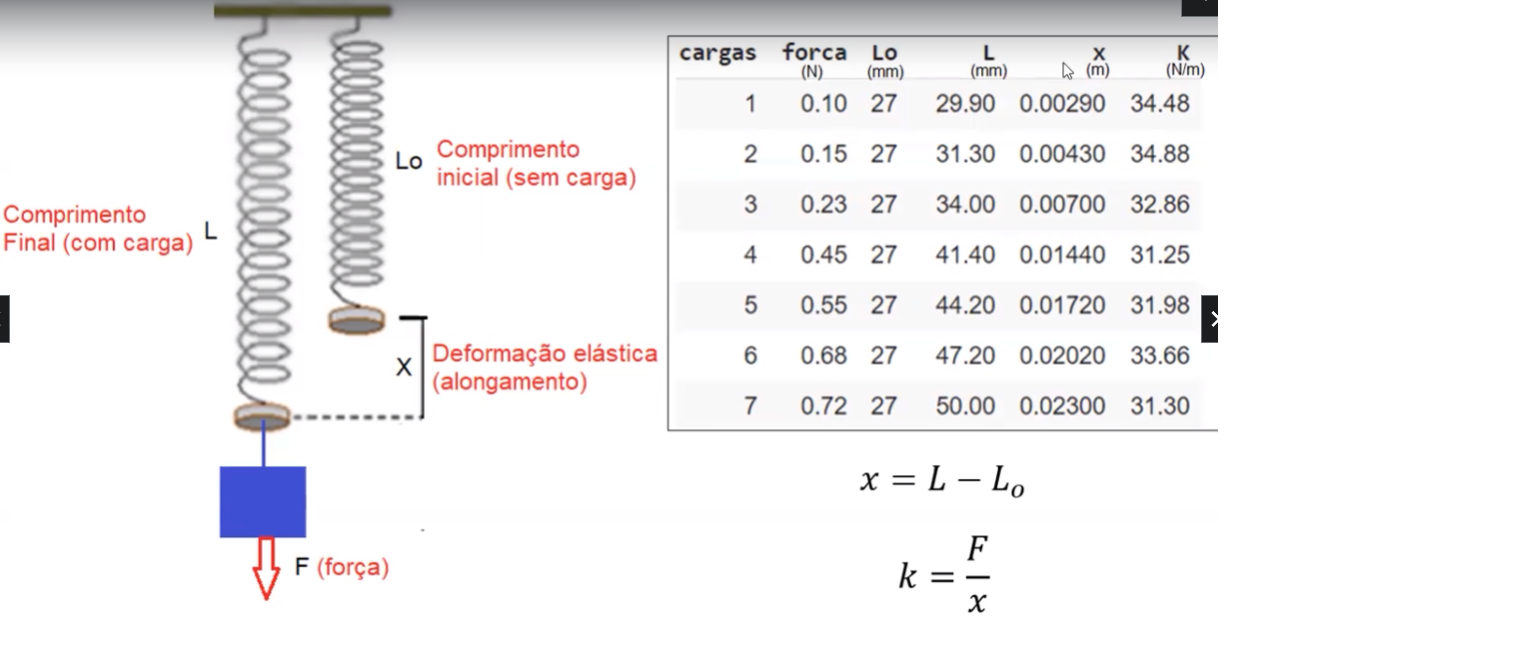 Comprimento
Final (com carga)
L
Lo
Comprimento
inicial (sem carga)
X
Deformação elástica
(alongamento)
F (força)
cargas forca Lo L x K
(N) (mm) (mm) (m) (N/m)
1 0.10 27 29.90 0.00290 34.48
2 0.15 27 31.30 0.00430 34.88
3 0.23 27 34.00 0.00700 32.86
4 0.45 27 41.40 0.01440 31.25
5 0.55 27 44.20 0.01720 31.98
6 0.68 27 47.20 0.02020 33.66
7 0.72 27 50.00 0.02300 31.30
x = L − Lₒ
k = F/x